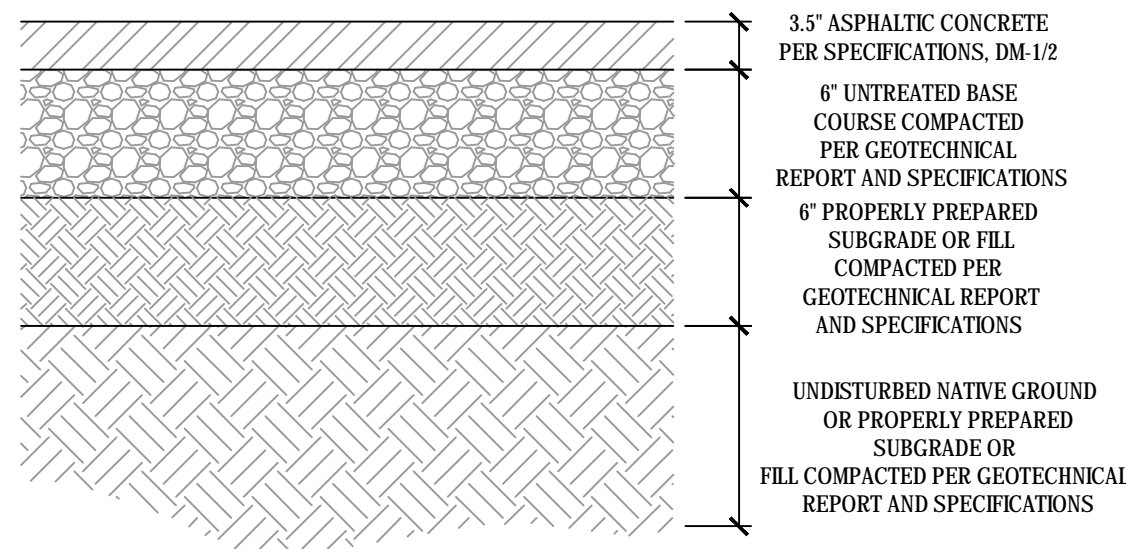 3.5" ASPHALTIC CONCRETE
PER SPECIFICATIONS, DM-1/2
6" UNTREATED BASE
COURSE COMPACTED
PER GEOTECHNICAL
REPORT AND SPECIFICATIONS
6" PROPERLY PREPARED
SUBGRADE OR FILL
COMPACTED PER
GEOTECHNICAL REPORT
AND SPECIFICATIONS
UNDISTURBED NATIVE GROUND
OR PROPERLY PREPARED
SUBGRADE OR
FILL COMPACTED PER GEOTECHNICAL
REPORT AND SPECIFICATIONS